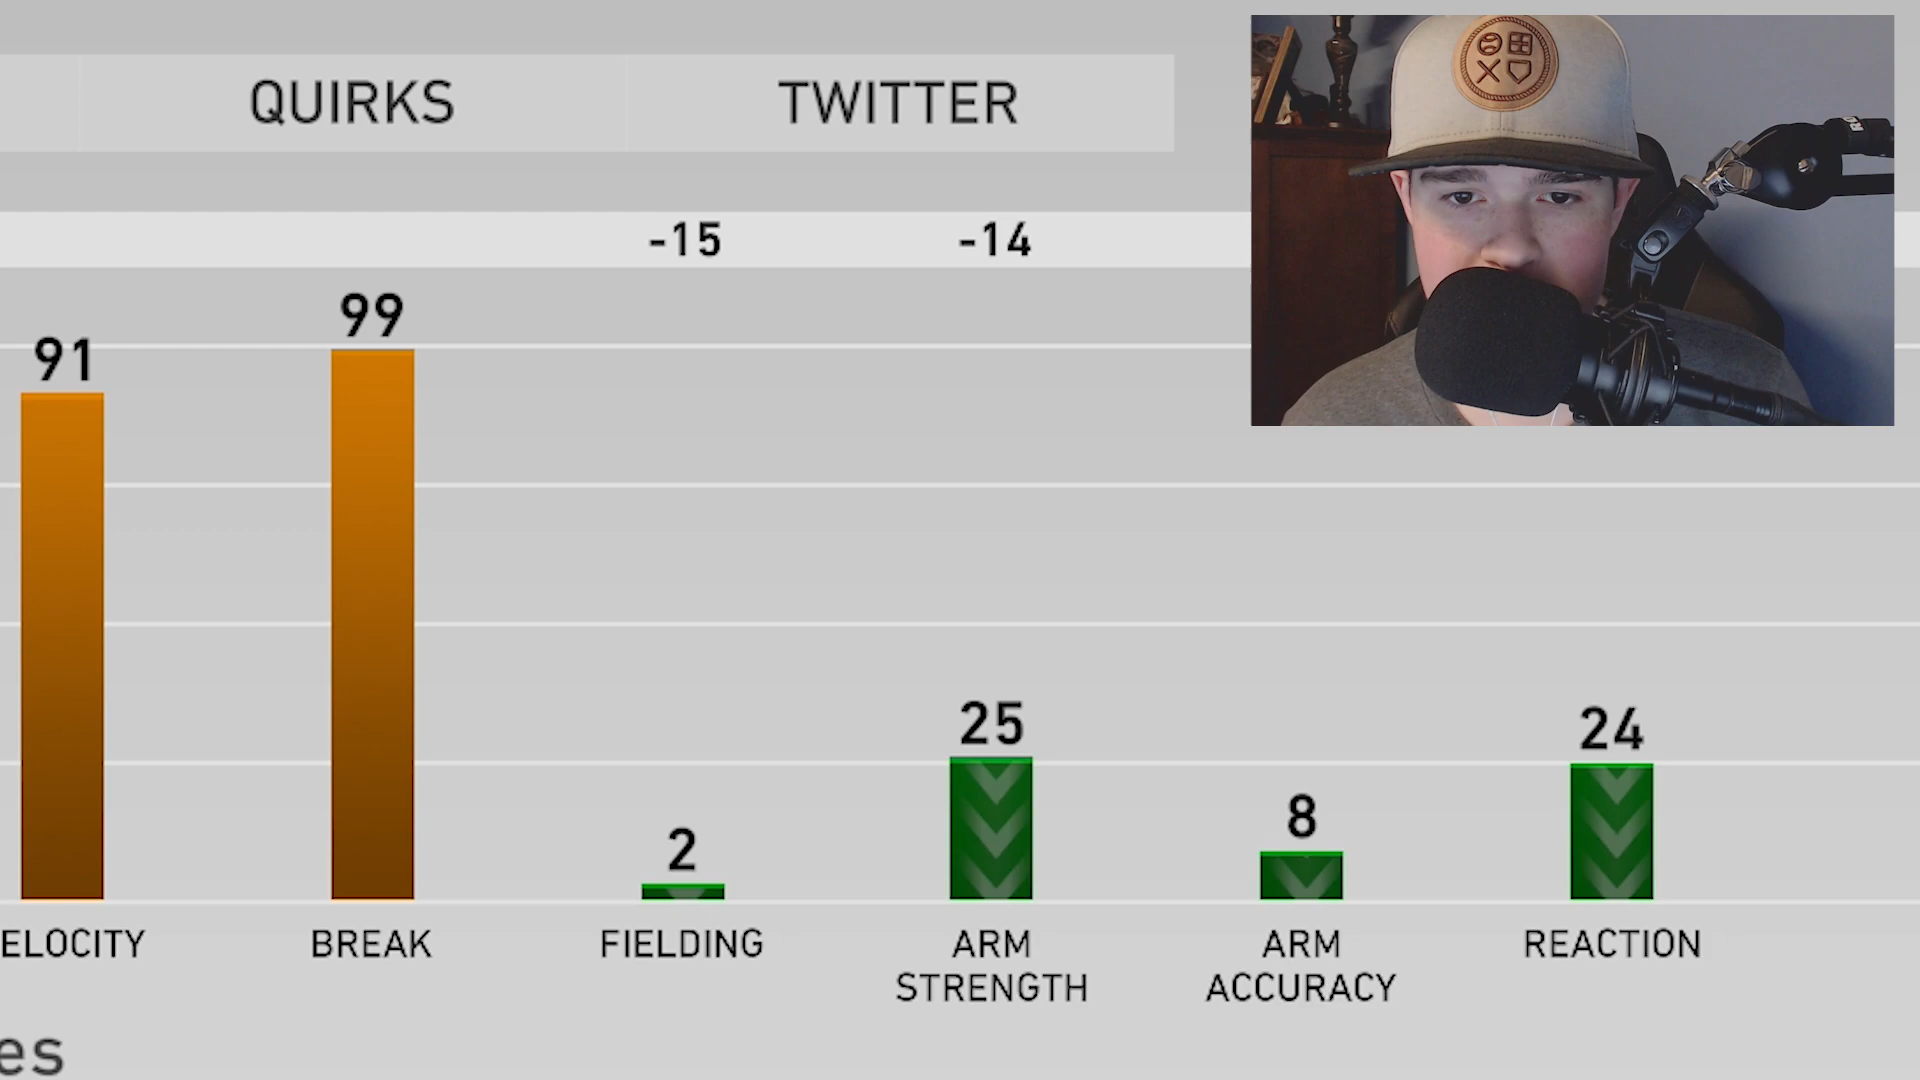 QUIRKS TWITTER
-15 -14
91 99
2 25 8 24
ELOCITY BREAK FIELDING ARM STRENGTH ARM ACCURACY REACTION
es